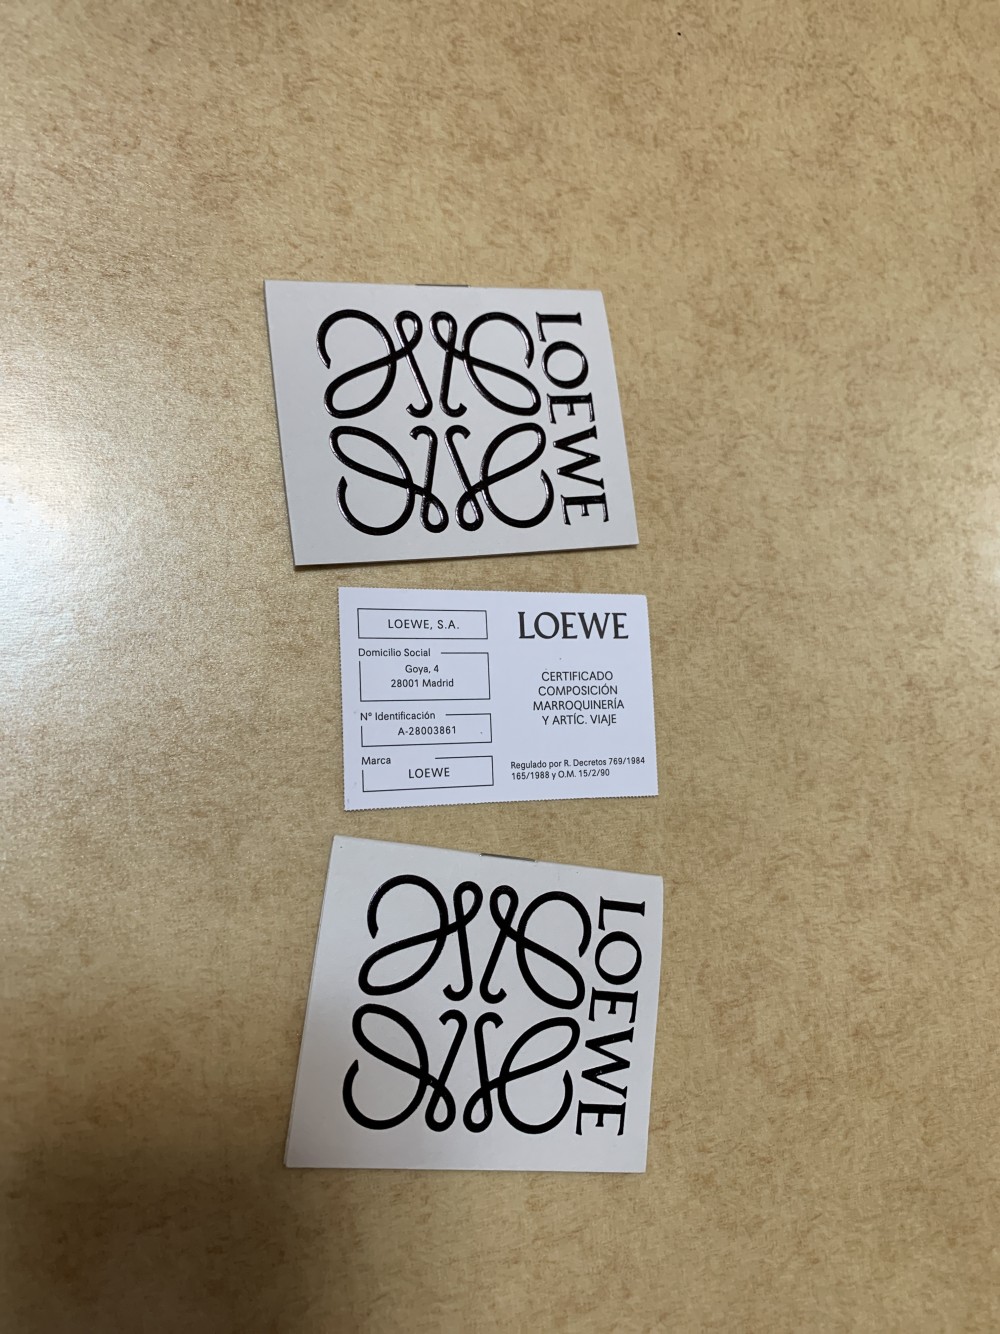 LOEWE
LOEWE, S.A.
Domicilio Social
Goya, 4
28001 Madrid
Nº Identificación
A-28003861
Marca
LOEWE
LOEWE
CERTIFICADO
COMPOSICIÓN
MARROQUINERÍA
Y ARTÍC. VIAJE
Regulado por R. Decretos 769/1984
165/1988 y O.M. 15/2/90
LOEWE